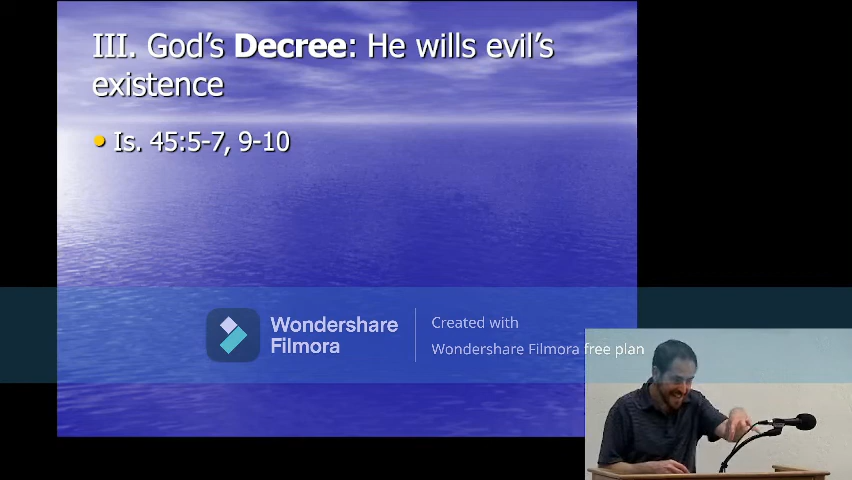 III. God's Decree: He wills evil's
existence
Is. 45:5-7, 9-10
Wondershare
Filmora
Created with
Wondershare Filmora free plan